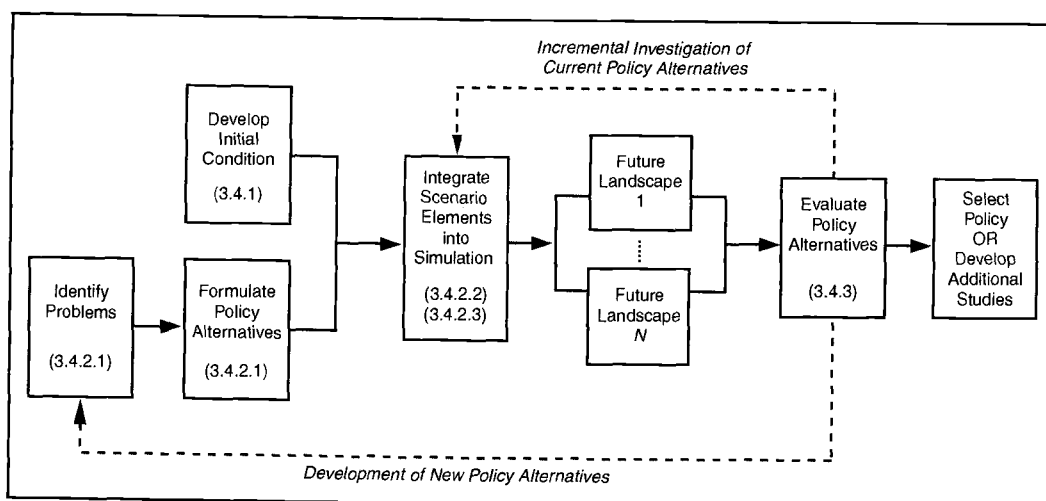 Incremental Investigation of
Current Policy Alternatives
Develop
Initial
Condition
(3.4.1)
Identify
Problems
(3.4.2.1)
Formulate
Policy
Alternatives
(3.4.2.1)
Integrate
Scenario
Elements
into
Simulation
(3.4.2.2)
(3.4.2.3)
Future
Landscape
1
Future
Landscape
N
Evaluate
Policy
Alternatives
(3.4.3)
Select
Policy
OR
Develop
Additional
Studies
Development of New Policy Alternatives